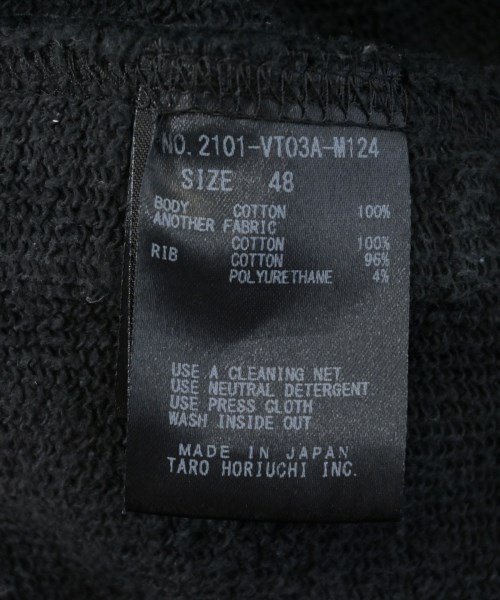 NO. 2101-VT03A-M124
SIZE 48
BODY COTTON 100%
ANOTHER FABRIC
COTTON 100%
RIB COTTON 96%
POLYURETHANE 4%
USE A CLEANING NET
USE NEUTRAL DETERGENT
USE PRESS CLOTH
WASH INSIDE OUT
MADE IN JAPAN
TARO HORIUCHI INC.